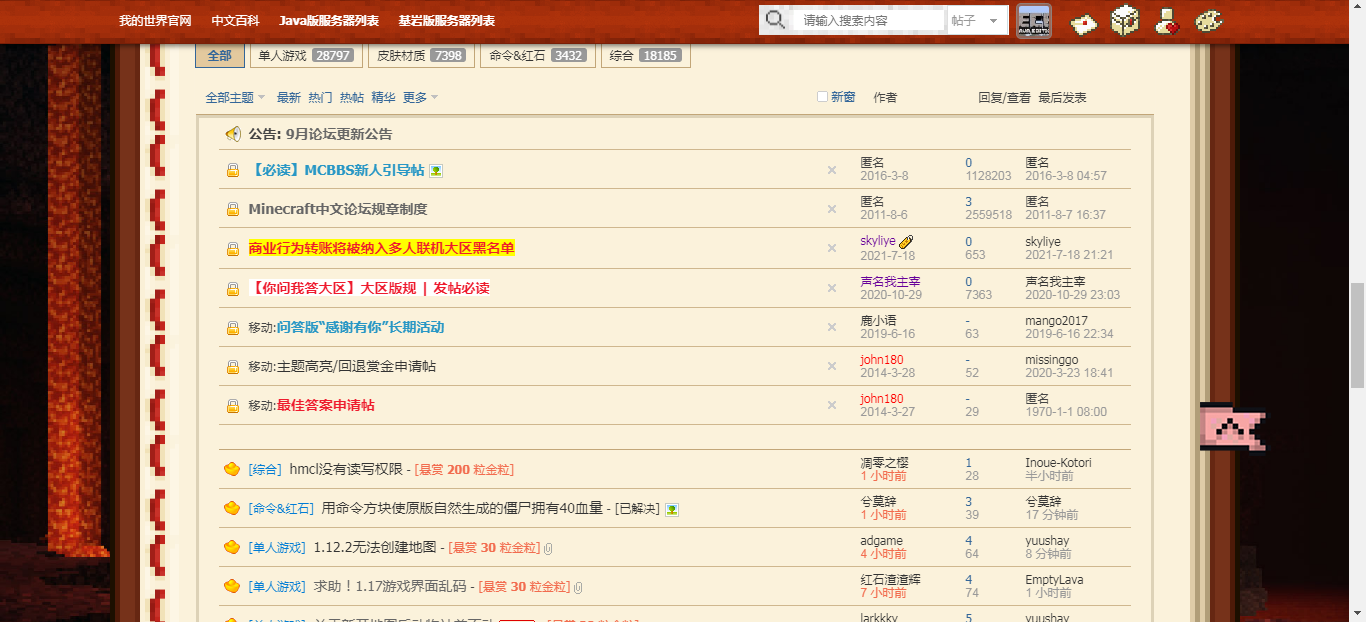 我的世界官网 中文百科 Java版服务器列表 基岩版服务器列表 请输入搜索内容 帖子
全部 单人游戏 28797 皮肤材质 7398 命令&红石 3432 综合 18185
全部主题 最新 热门 热帖 精华 更多 新窗 作者 回复/查看 最后发表
公告: 9月论坛更新公告
【必读】MCBBS新人引导帖 匿名 0 匿名
2016-3-8 1128203 2016-3-8 04:57
Minecraft中文论坛规章制度 匿名 3 匿名
2011-8-6 2559518 2011-8-7 16:37
商业行为转账将被纳入多人联机大区黑名单 skyliye 0 skyliye
2021-7-18 653 2021-7-18 21:21
【你问我答大区】大区版规 | 发帖必读 声名我主宰 0 声名我主宰
2020-10-29 7363 2020-10-29 23:03
移动:问答版“感谢有你”长期活动 鹿小语 - mango2017
2019-6-16 63 2019-6-16 22:34
移动:主题高亮/回退赏金申请帖 john180 - missinggo
2014-3-28 52 2020-3-23 18:41
移动:最佳答案申请帖 john180 - 匿名
2014-3-27 29 1970-1-1 08:00
[综合] hmcl没有读写权限 - [悬赏 200 粒金粒] 凋零之樱 1 Inoue-Kotori
1 小时前 28 半小时前
[命令&红石] 用命令方块使原版自然生成的僵尸拥有40血量 - [已解决] 兮莫辞 3 兮莫辞
1 小时前 39 17 分钟前
[单人游戏] 1.12.2无法创建地图 - [悬赏 30 粒金粒] adgame 4 yuushay
4 小时前 64 8 分钟前
[单人游戏] 求助！1.17游戏界面乱码 - [悬赏 30 粒金粒] 红石渣渣辉 4 EmptyLava
7 小时前 74 1 小时前
larkkky 5 yuushay